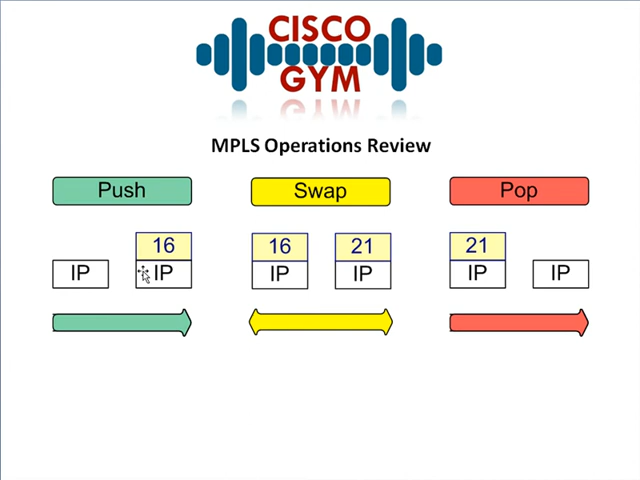 CISCO
GYM
MPLS Operations Review
Push Swap Pop
16 16 21 21
IP IP IP IP IP IP